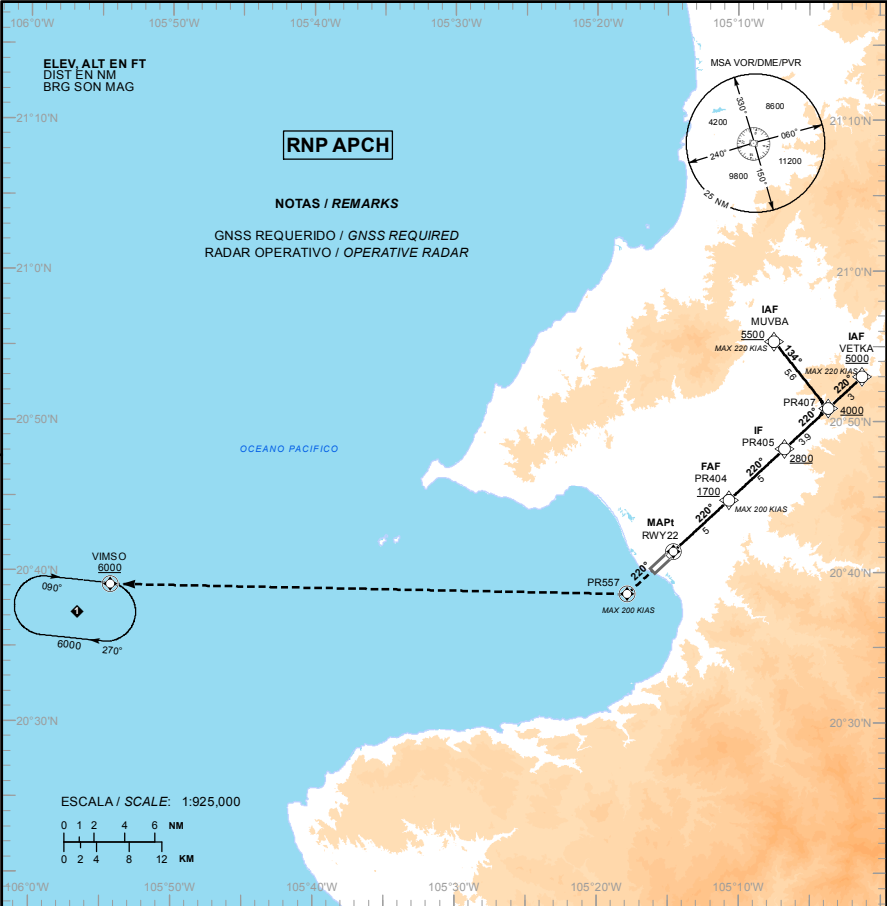 106°0'W 105°50'W 105°40'W 105°30'W 105°20'W 105°10'W
ELEV, ALT EN FT
DIST EN NM
BRG SON MAG
MSA VOR/DME/PVR
330°
8600
4200
060°
240°
11200
9800
150°
25 NM
21°10'N
21°10'N
RNP APCH
NOTAS / REMARKS
GNSS REQUERIDO / GNSS REQUIRED
RADAR OPERATIVO / OPERATIVE RADAR
21°0'N
21°0'N
IAF
MUVBA
5500
MAX 220 KIAS
134°
5.6
IAF
VETKA
5000
MAX 220 KIAS
220°
3
PR407
4000
220°
3.9
20°50'N
IF
PR405
2800
20°50'N
OCEANO PACIFICO
220°
5
FAF
PR404
1700
MAX 200 KIAS
220°
5
MAPt
RWY22
220°
VIMSO
6000
20°40'N
20°40'N
PR557
MAX 200 KIAS
090°
1
6000
270°
20°30'N
20°30'N
ESCALA / SCALE: 1:925,000
0 1 2 4 6 NM
0 2 4 8 12 KM
106°0'W 105°50'W 105°40'W 105°30'W 105°20'W 105°10'W